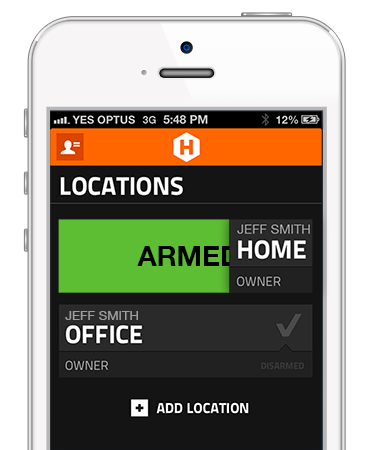 YES OPTUS 3G 5:48 PM 12%
H
LOCATIONS
ARMED
JEFF SMITH
HOME
OWNER
JEFF SMITH
OFFICE
OWNER
DISARMED
ADD LOCATION